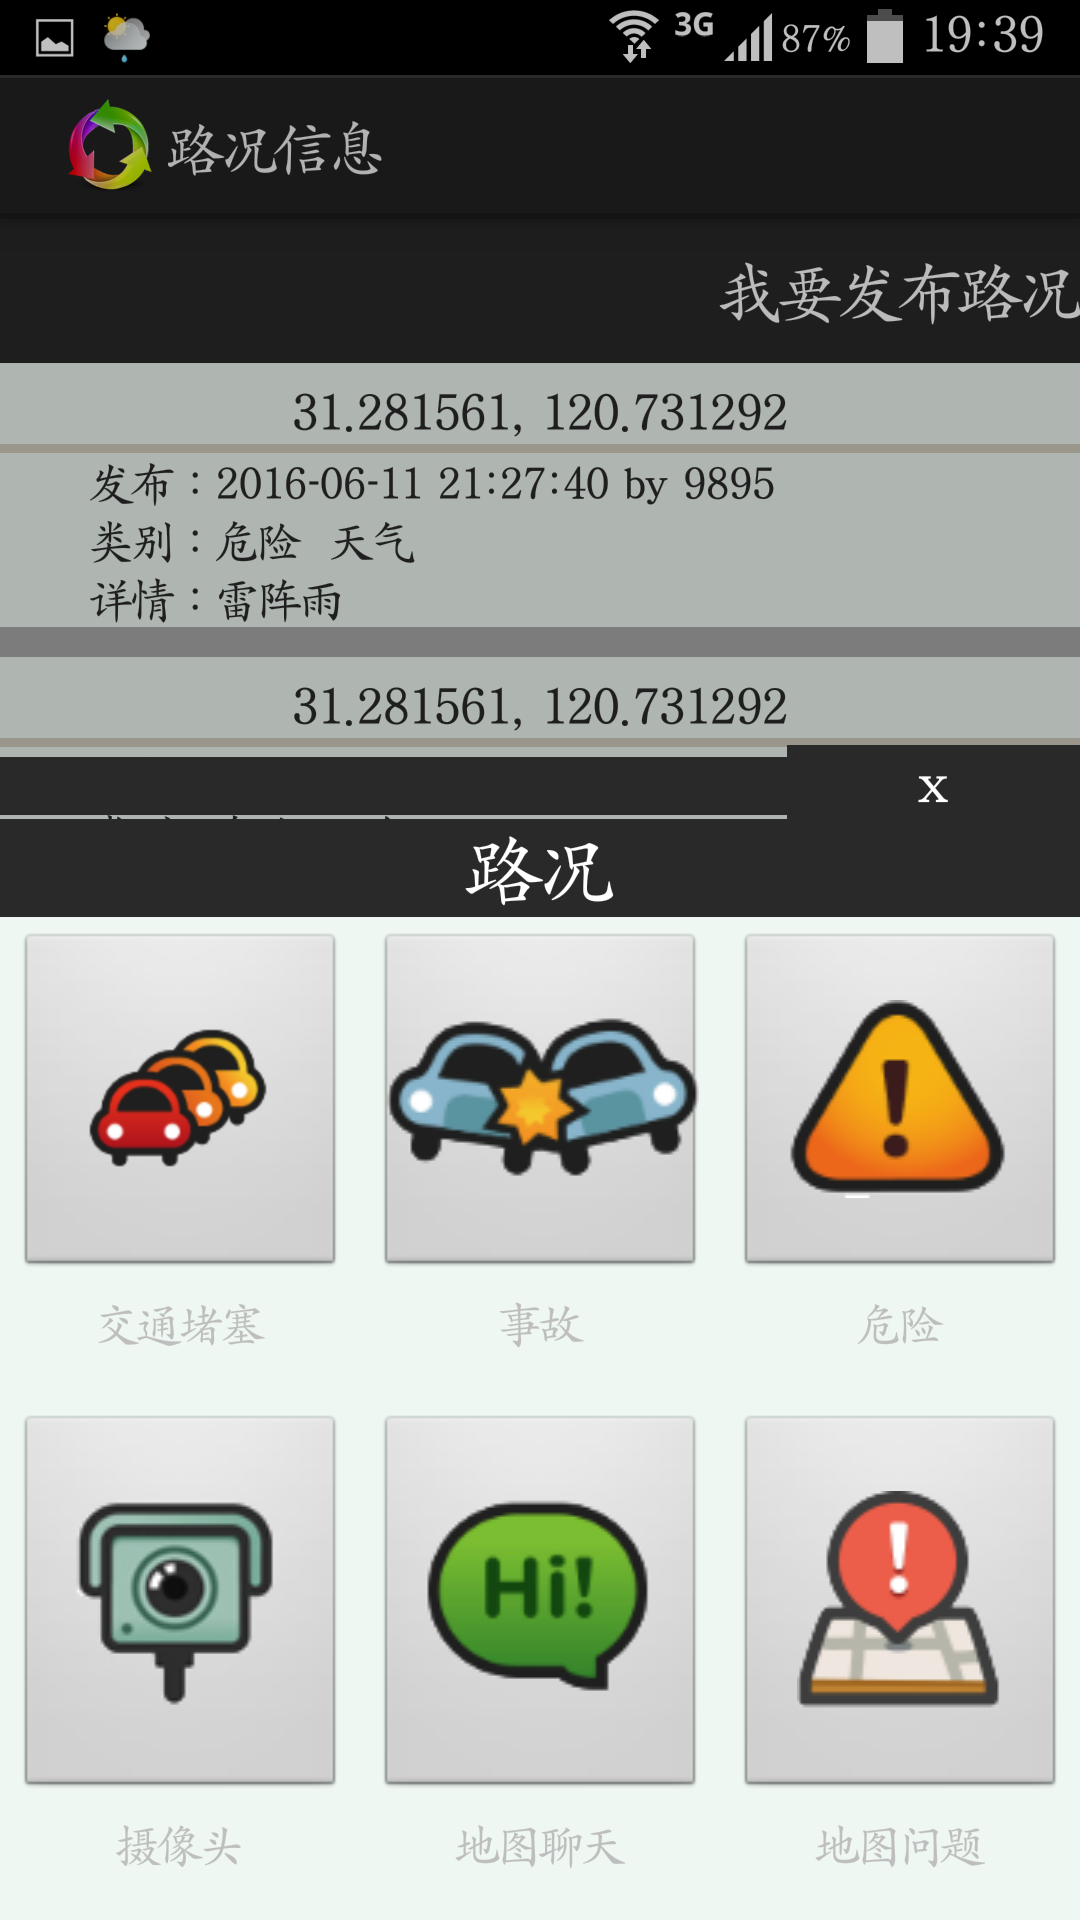 3G 87% 19:39
路况信息
我要发布路况
31.281561, 120.731292
发布：2016-06-11 21:27:40 by 9895
类别：危险 天气
详情：雷阵雨
31.281561, 120.731292
x
路况
交通堵塞 事故 危险
Hi!
摄像头 地图聊天 地图问题